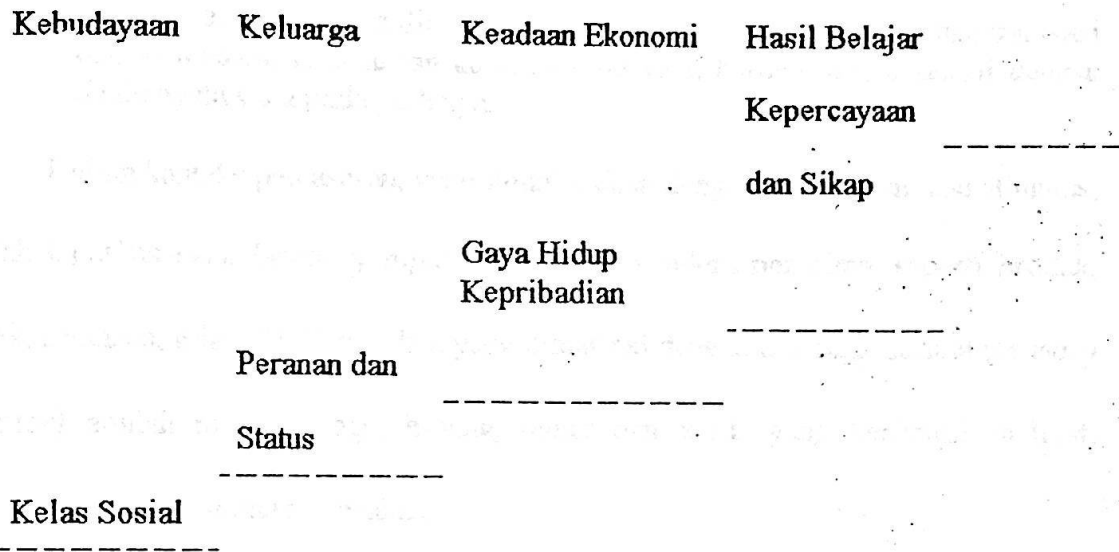 Kebudayaan Keluarga Keadaan Ekonomi Hasil Belajar
Kepercayaan
dan Sikap
Gaya Hidup
Kepribadian
Peranan dan
Status
Kelas Sosial